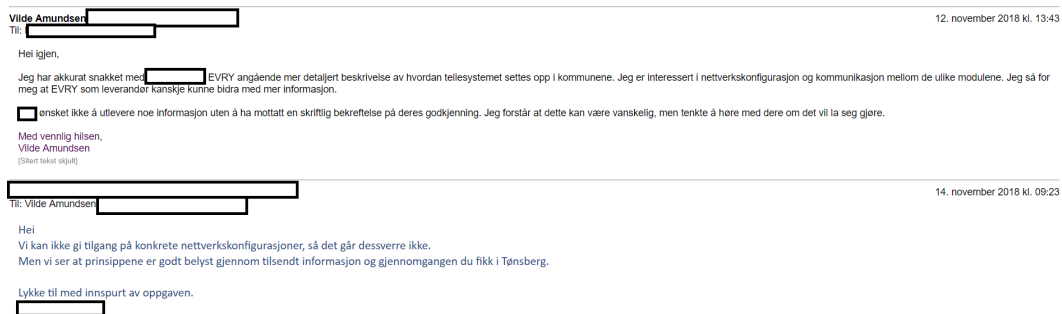 Vilde Amundsen
12. november 2018 kl. 13:43
Til:
Hei igjen,
Jeg har akkurat snakket med EVRY angående mer detaljert beskrivelse av hvordan tellesystemet settes opp i kommunene. Jeg er interessert i nettverkskonfigurasjon og kommunikasjon mellom de ulike modulene. Jeg så for
meg at EVRY som leverandør kanskje kunne bidra med mer informasjon.
ønsket ikke å utlevere noe informasjon uten å ha mottatt en skriftlig bekreftelse på deres godkjenning. Jeg forstår at dette kan være vanskelig, men tenkte å høre med dere om det vil la seg gjøre.
Med vennlig hilsen,
Vilde Amundsen
[Sitert tekst skjult]
14. november 2018 kl. 09:23
Til: Vilde Amundsen
Hei
Vi kan ikke gi tilgang på konkrete nettverkskonfigurasjoner, så det går dessverre ikke.
Men vi ser at prinsippene er godt belyst gjennom tilsendt informasjon og gjennomgangen du fikk i Tønsberg.
Lykke til med innspurt av oppgaven.